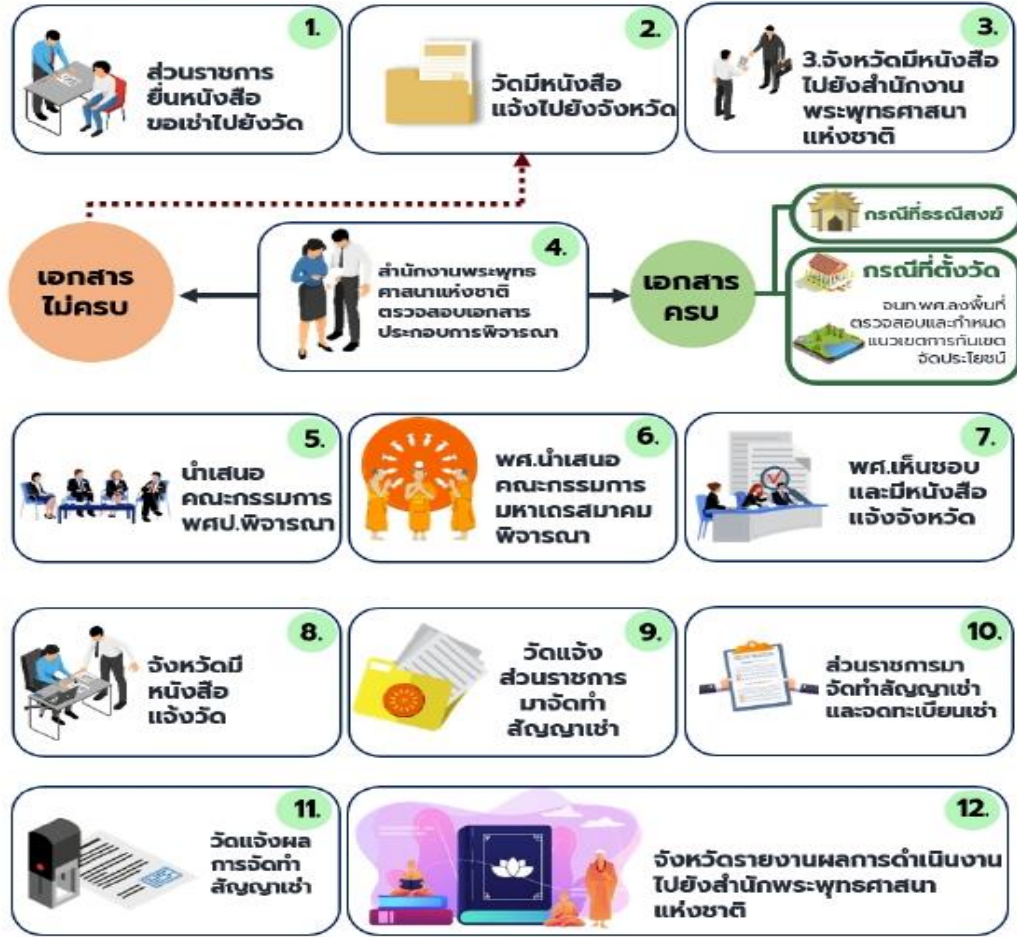 1.
ส่วนราชการ
ยื่นหนังสือ
ขอเช่าไปยังวัด
2.
วัดมีหนังสือ
แจ้งไปยังจังหวัด
3.
3.จังหวัดมีหนังสือ
ไปยังสำนักงาน
พระพุทธศาสนา
แห่งชาติ
เอกสาร
ไม่ครบ
4.
สำนักงานพระพุทธ
ศาสนาแห่งชาติ
ตรวจสอบเอกสาร
ประกอบการพิจารณา
เอกสาร
ครบ
กรณีที่ธรณีสงฆ์
กรณีที่ตั้งวัด
จนท.พศ.ลงพื้นที่
ตรวจสอบและกำหนด
แนวเขตการกันเขต
จัดประโยชน์
5.
นำเสนอ
คณะกรรมการ
พศป.พิจารณา
6.
พศ.นำเสนอ
คณะกรรมการ
มหาเถรสมาคม
พิจารณา
7.
พศ.เห็นชอบ
และมีหนังสือ
แจ้งจังหวัด
8.
จังหวัดมี
หนังสือ
แจ้งวัด
9.
วัดแจ้ง
ส่วนราชการ
มาจัดทำ
สัญญาเช่า
10.
ส่วนราชการมา
จัดทำสัญญาเช่า
และจดทะเบียนเช่า
11.
วัดแจ้งผล
การจัดทำ
สัญญาเช่า
12.
จังหวัดรายงานผลการดำเนินงาน
ไปยังสำนักพระพุทธศาสนา
แห่งชาติ